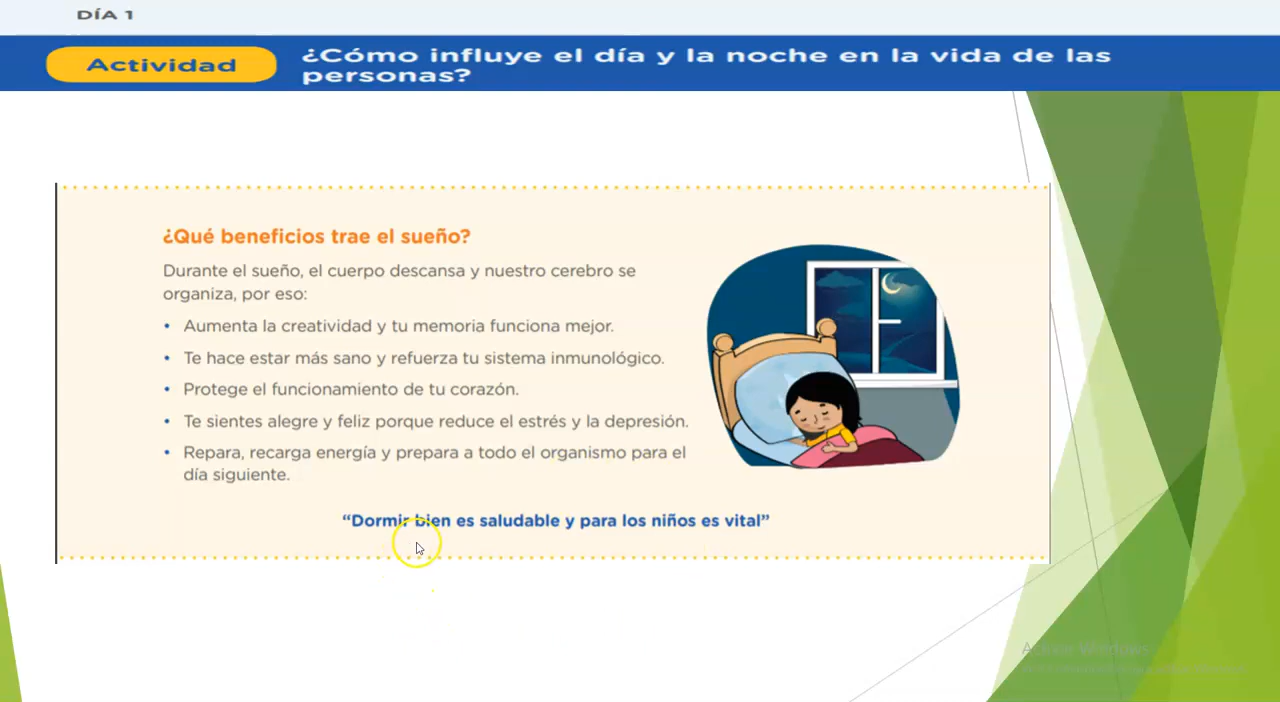 DÍA 1
Actividad
¿Cómo influye el día y la noche en la vida de las
personas?
¿Qué beneficios trae el sueño?
Durante el sueño, el cuerpo descansa y nuestro cerebro se
organiza, por eso:
• Aumenta la creatividad y tu memoria funciona mejor.
• Te hace estar más sano y refuerza tu sistema inmunológico.
• Protege el funcionamiento de tu corazón.
• Te sientes alegre y feliz porque reduce el estrés y la depresión.
• Repara, recarga energía y prepara a todo el organismo para el
día siguiente.
“Dormir bien es saludable y para los niños es vital”
Activar Windows